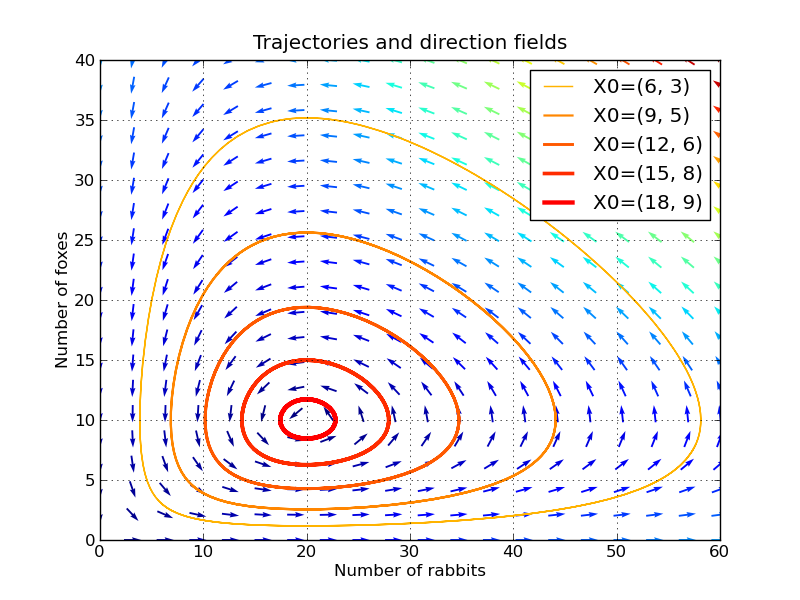 Trajectories and direction fields
X0=(6, 3)
X0=(9, 5)
X0=(12, 6)
X0=(15, 8)
X0=(18, 9)
Number of foxes
40
35
30
25
20
15
10
5
0
0 10 20 30 40 50 60
Number of rabbits